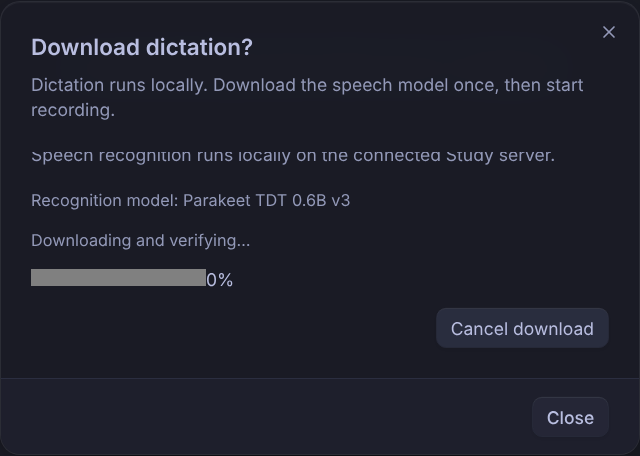 Download dictation?
Dictation runs locally. Download the speech model once, then start
recording.
Speech recognition runs locally on the connected Study server.
Recognition model: Parakeet TDT 0.6B v3
Downloading and verifying...
0%
Cancel download
Close